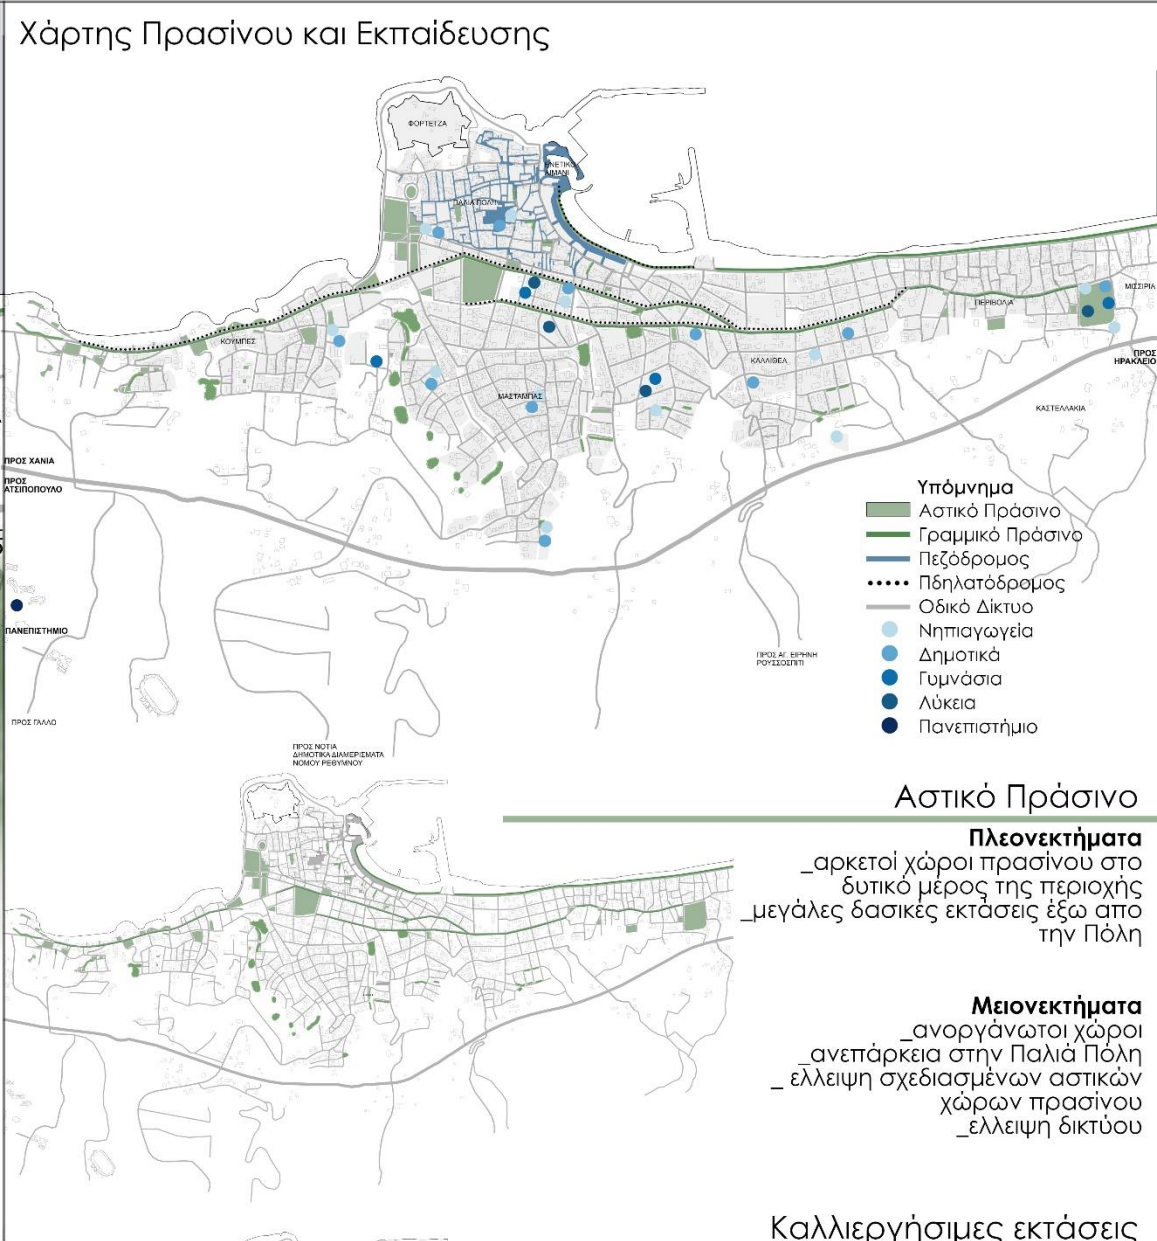 Χάρτης Πρασίνου και Εκπαίδευσης
ΦΟΡΤΕΤΖΑ
ΕΝΕΤΙΚΟ
ΛΙΜΑΝΙ
ΠΑΛΙΑ ΠΟΛΗ
ΚΟΥΜΠΕΣ
ΜΑΣΤΑΜΠΑΣ
ΚΑΛΛΙΘΕΑ
ΠΕΡΙΒΟΛΙΑ
ΜΙΣΣΙΡΙΑ
ΠΡΟΣ
ΗΡΑΚΛΕΙΟ
ΚΑΣΤΕΛΛΑΚΙΑ
ΠΡΟΣ ΧΑΝΙΑ
ΠΡΟΣ
ΑΤΣΙΠΟΠΟΥΛΟ
ΠΑΝΕΠΙΣΤΗΜΙΟ
ΠΡΟΣ ΓΑΛΛΟ
ΠΡΟΣ ΝΟΤΙΑ
ΔΗΜΟΤΙΚΑ ΔΙΑΜΕΡΙΣΜΑΤΑ
ΝΟΜΟΥ ΡΕΘΥΜΝΟΥ
ΠΡΟΣ ΑΓ. ΕΙΡΗΝΗ
ΡΟΥΣΣΟΣΠΙΤΙ
Υπόμνημα
Αστικό Πράσινο
Γραμμικό Πράσινο
Πεζόδρομος
Πδηλατόδρομος
Οδικό Δίκτυο
Νηπιαγωγεία
Δημοτικά
Γυμνάσια
Λύκεια
Πανεπιστήμιο
Αστικό Πράσινο
Πλεονεκτήματα
_αρκετοί χώροι πρασίνου στο
δυτικό μέρος της περιοχής
_μεγάλες δασικές εκτάσεις έξω απο
την Πόλη
Μειονεκτήματα
_ανοργάνωτοι χώροι
_ανεπάρκεια στην Παλιά Πόλη
_ ελλειψη σχεδιασμένων αστικών
χώρων πρασίνου
_ελλειψη δικτύου
Καλλιεργήσιμες εκτάσεις